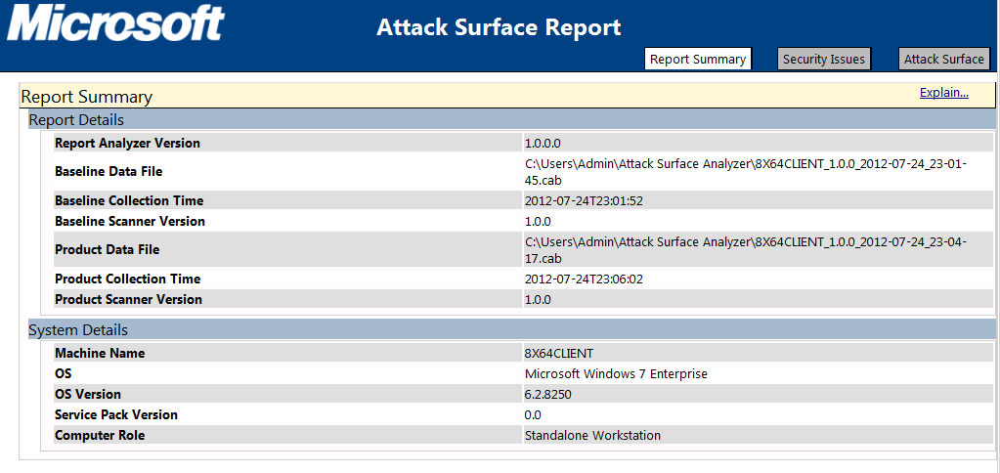 Microsoft
Attack Surface Report
Report Summary Security Issues Attack Surface
Report Summary Explain...
Report Details
Report Analyzer Version 1.0.0.0
Baseline Data File C:\Users\Admin\Attack Surface Analyzer\8X64CLIENT_1.0.0_2012-07-24_23-01-
45.cab
Baseline Collection Time 2012-07-24T23:01:52
Baseline Scanner Version 1.0.0
Product Data File C:\Users\Admin\Attack Surface Analyzer\8X64CLIENT_1.0.0_2012-07-24_23-04-
17.cab
Product Collection Time 2012-07-24T23:06:02
Product Scanner Version 1.0.0
System Details
Machine Name 8X64CLIENT
OS Microsoft Windows 7 Enterprise
OS Version 6.2.8250
Service Pack Version 0.0
Computer Role Standalone Workstation